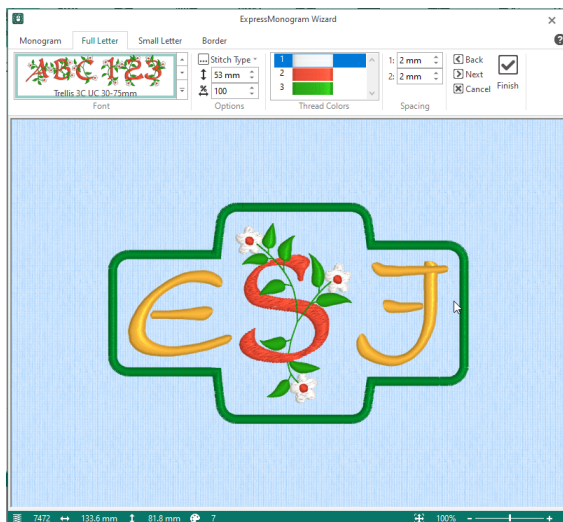 ExpressMonogram Wizard
Monogram Full Letter Small Letter Border
ABC 123
Trellis 3C UC 30-75mm
Font
... Stitch Type
53 mm
100
Options
1
2
3
Thread Colors
1: 2 mm
2: 2 mm
Spacing
Back
Next
Cancel
Finish
E S J
7472 133.6 mm 81.8 mm 7 100% - +